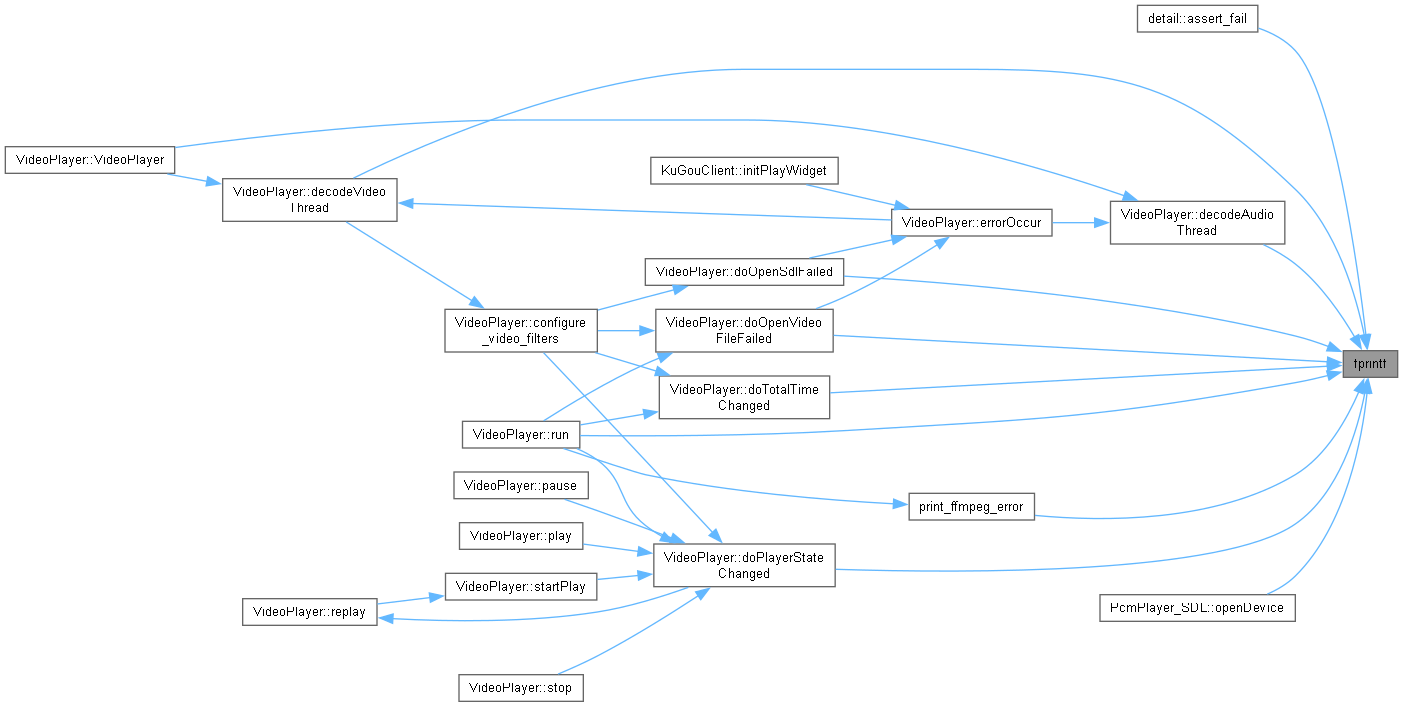 detail::assert_fail
VideoPlayer::VideoPlayer
KuGouClient::initPlayWidget
VideoPlayer::decodeVideo
Thread
VideoPlayer::errorOccur
VideoPlayer::decodeAudio
Thread
VideoPlayer::doOpenSdlFailed
VideoPlayer::configure
_video_filters
VideoPlayer::doOpenVideo
FileFailed
tprintf
VideoPlayer::doTotalTime
Changed
VideoPlayer::run
VideoPlayer::pause
print_ffmpeg_error
VideoPlayer::play
VideoPlayer::doPlayerState
Changed
VideoPlayer::startPlay
VideoPlayer::replay
PcmPlayer_SDL::openDevice
VideoPlayer::stop